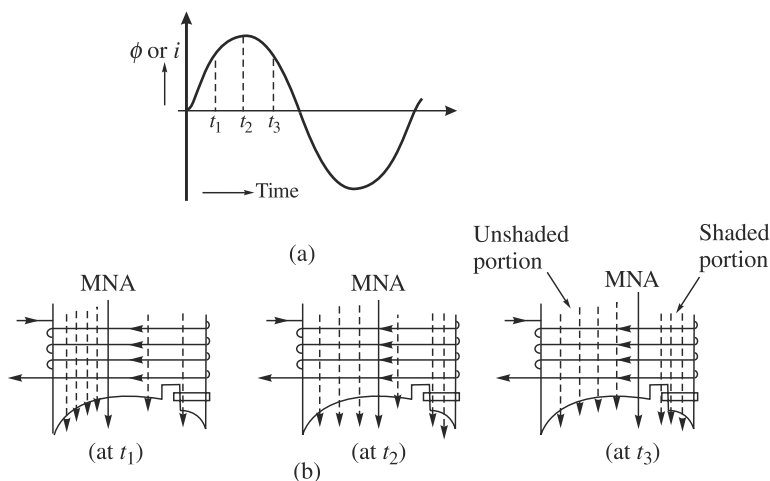 ϕ or i
t1 t2 t3
Time
(a)
Unshaded portion
Shaded portion
MNA
MNA
MNA
(at t1)
(at t2)
(at t3)
(b)